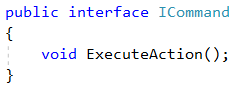 public interface ICommand
{
    void ExecuteAction();
}